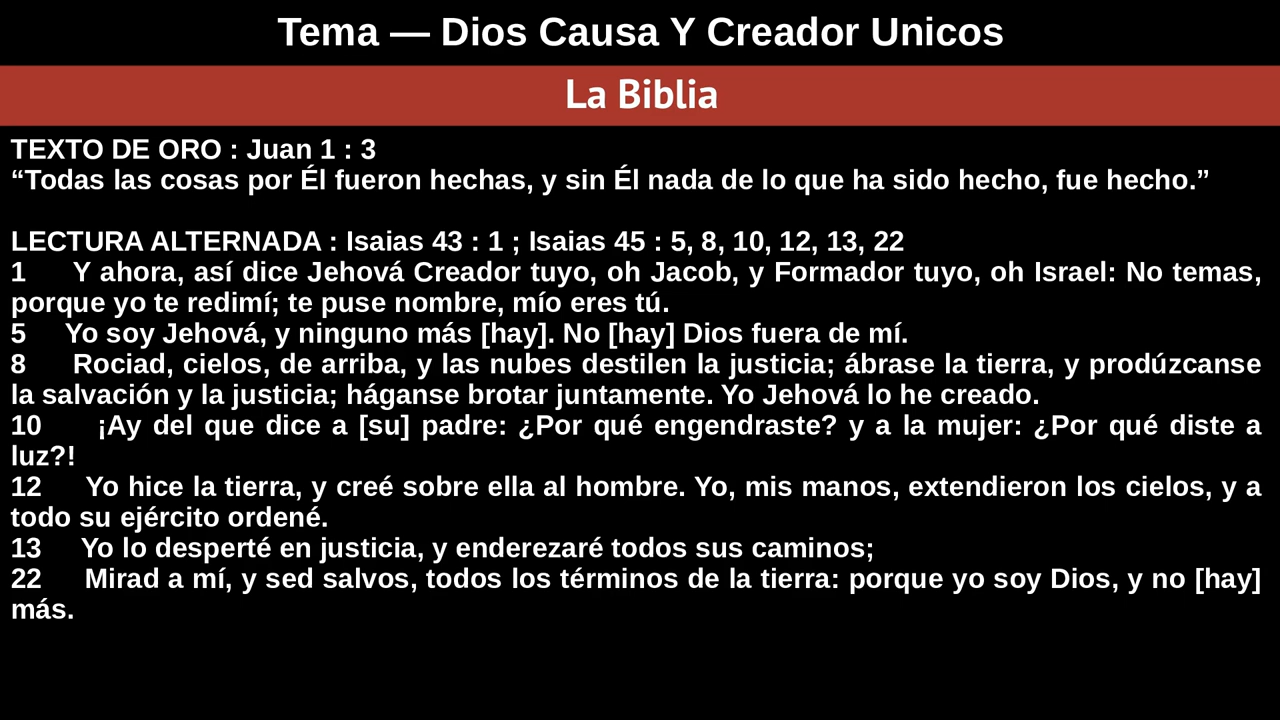 Tema — Dios Causa Y Creador Unicos
La Biblia
TEXTO DE ORO : Juan 1 : 3
“Todas las cosas por Él fueron hechas, y sin Él nada de lo que ha sido hecho, fue hecho.”
LECTURA ALTERNADA : Isaias 43 : 1 ; Isaias 45 : 5, 8, 10, 12, 13, 22
1 Y ahora, así dice Jehová Creador tuyo, oh Jacob, y Formador tuyo, oh Israel: No temas,
porque yo te redimí; te puse nombre, mío eres tú.
5 Yo soy Jehová, y ninguno más [hay]. No [hay] Dios fuera de mí.
8 Rociad, cielos, de arriba, y las nubes destilen la justicia; ábrase la tierra, y prodúzcanse
la salvación y la justicia; háganse brotar juntamente. Yo Jehová lo he creado.
10 ¡Ay del que dice a [su] padre: ¿Por qué engendraste? y a la mujer: ¿Por qué diste a
luz?!
12 Yo hice la tierra, y creé sobre ella al hombre. Yo, mis manos, extendieron los cielos, y a
todo su ejército ordené.
13 Yo lo desperté en justicia, y enderezaré todos sus caminos;
22 Mirad a mí, y sed salvos, todos los términos de la tierra: porque yo soy Dios, y no [hay]
más.